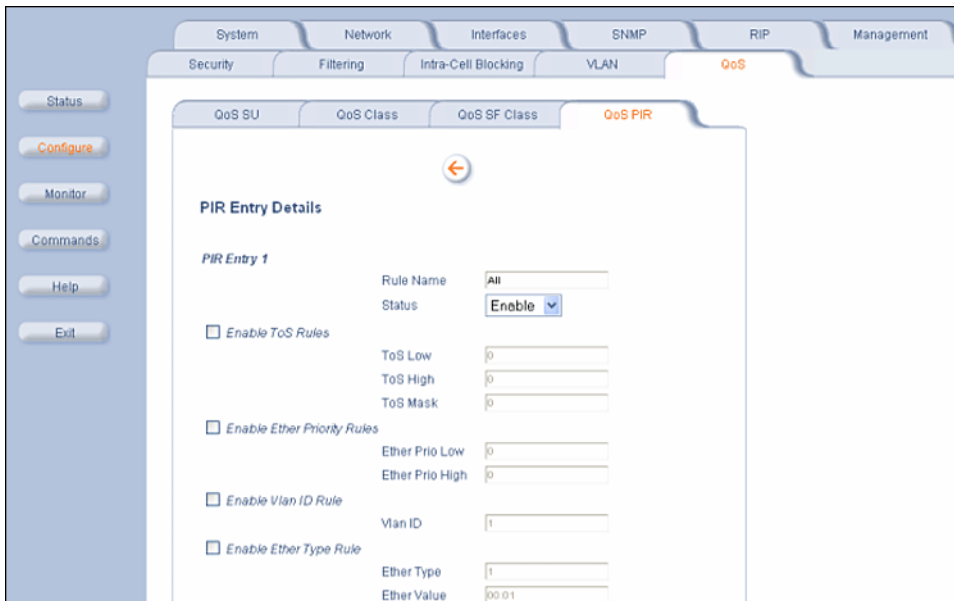 System Network Interfaces SNMP RIP Management
Security Filtering Intra-Cell Blocking VLAN QoS
Status
QoS SU QoS Class QoS SF Class QoS PIR
Configure
Monitor
PIR Entry Details
Commands
PIR Entry 1
Help
Rule Name All
Status Enable
Exit
Enable ToS Rules
ToS Low 0
ToS High 0
ToS Mask 0
Enable Ether Priority Rules
Ether Prio Low 0
Ether Prio High 0
Enable Vlan ID Rule
Vlan ID 1
Enable Ether Type Rule
Ether Type 1
Ether Value 00:01